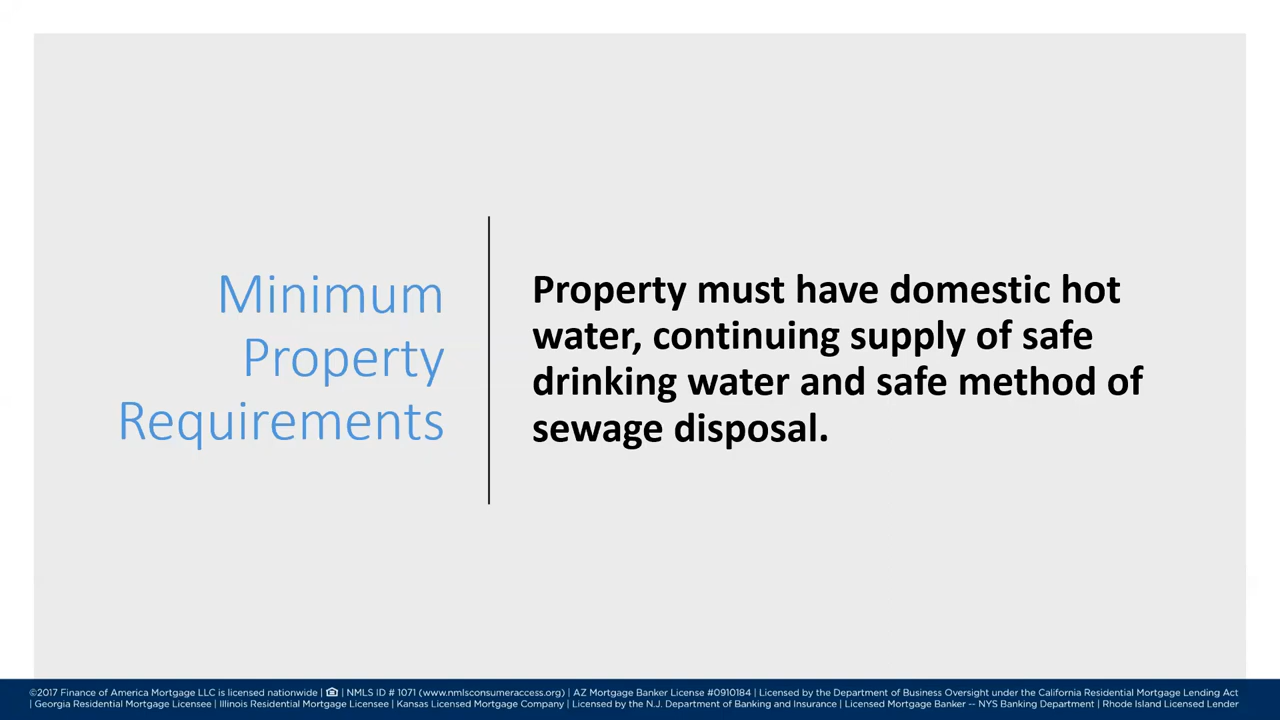 Minimum
Property
Requirements
Property must have domestic hot
water, continuing supply of safe
drinking water and safe method of
sewage disposal.
©2017 Finance of America Mortgage LLC is licensed nationwide | | NMLS ID # 1071 (www.nmlsconsumeraccess.org) | AZ Mortgage Banker License #0910184 | Licensed by the Department of Business Oversight under the California Residential Mortgage Lending Act
| Georgia Residential Mortgage Licensee | Illinois Residential Mortgage Licensee | Kansas Licensed Mortgage Company | Licensed by the N.J. Department of Banking and Insurance | Licensed Mortgage Banker -- NYS Banking Department | Rhode Island Licensed Lender